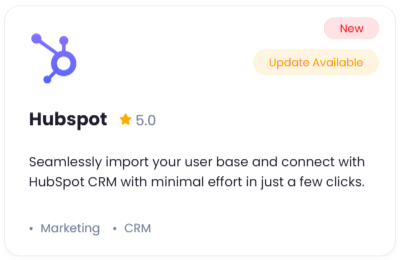 New
Update Available
Hubspot 5.0
Seamlessly import your user base and connect with
HubSpot CRM with minimal effort in just a few clicks.
• Marketing • CRM